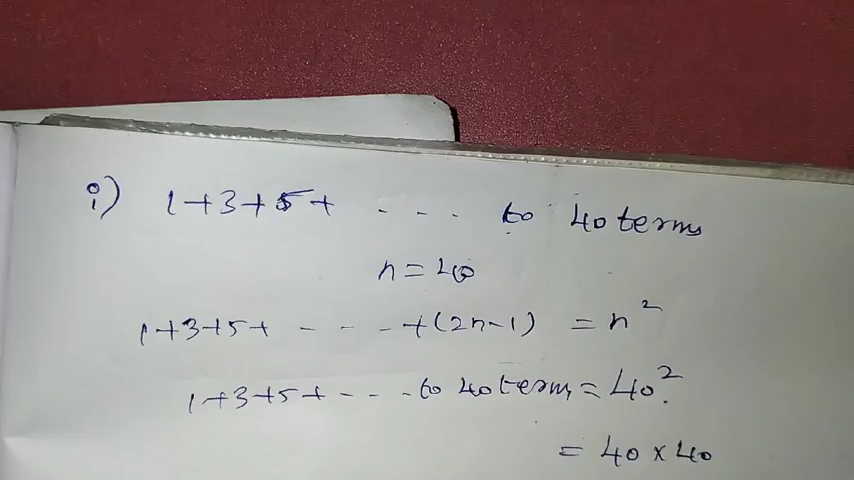 i) 1+3+5+ - - - . to 40 terms
n = 40
1+3+5+ - - - - +(2n-1) = n²
1+3+5+ - - - . to 40 terms = 40².
= 40 × 40